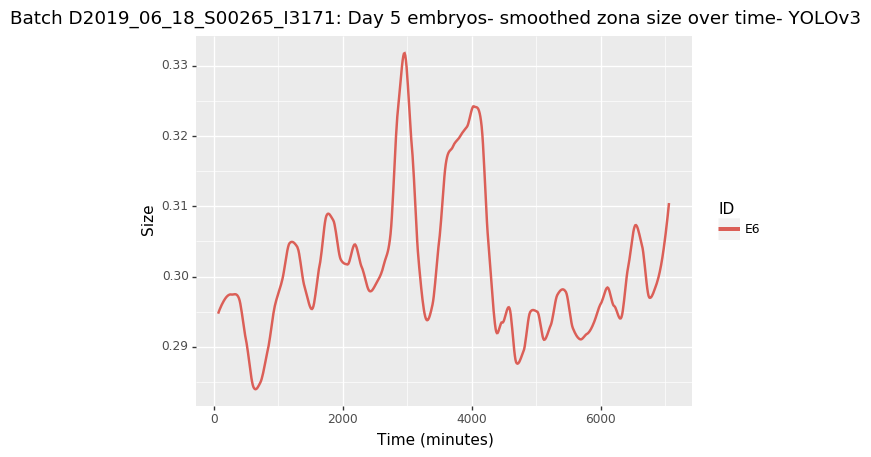 Batch D2019_06_18_S00265_I3171: Day 5 embryos- smoothed zona size over time- YOLOv3
0.33
0.32
0.31
0.30
0.29
Size
0
2000
4000
6000
Time (minutes)
ID
E6